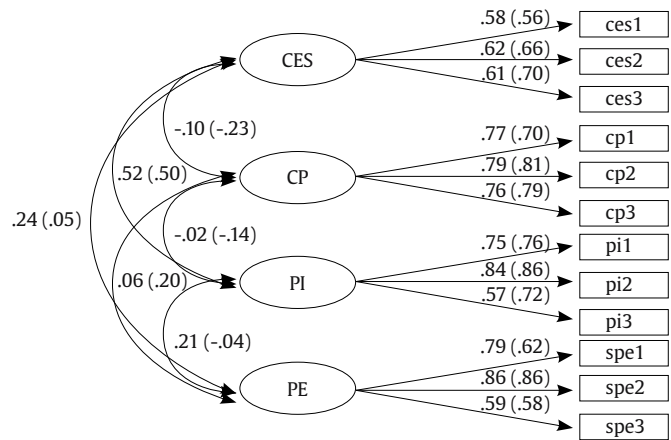 .58 (.56)
ces1
CES
.62 (.66)
ces2
.61 (.70)
ces3
-.10 (-.23)
.77 (.70)
cp1
.52 (.50)
CP
.79 (.81)
cp2
.76 (.79)
cp3
.24 (.05)
-.02 (-.14)
.75 (.76)
pi1
.06 (.20)
PI
.84 (.86)
pi2
.57 (.72)
pi3
.21 (-.04)
.79 (.62)
spe1
PE
.86 (.86)
spe2
.59 (.58)
spe3